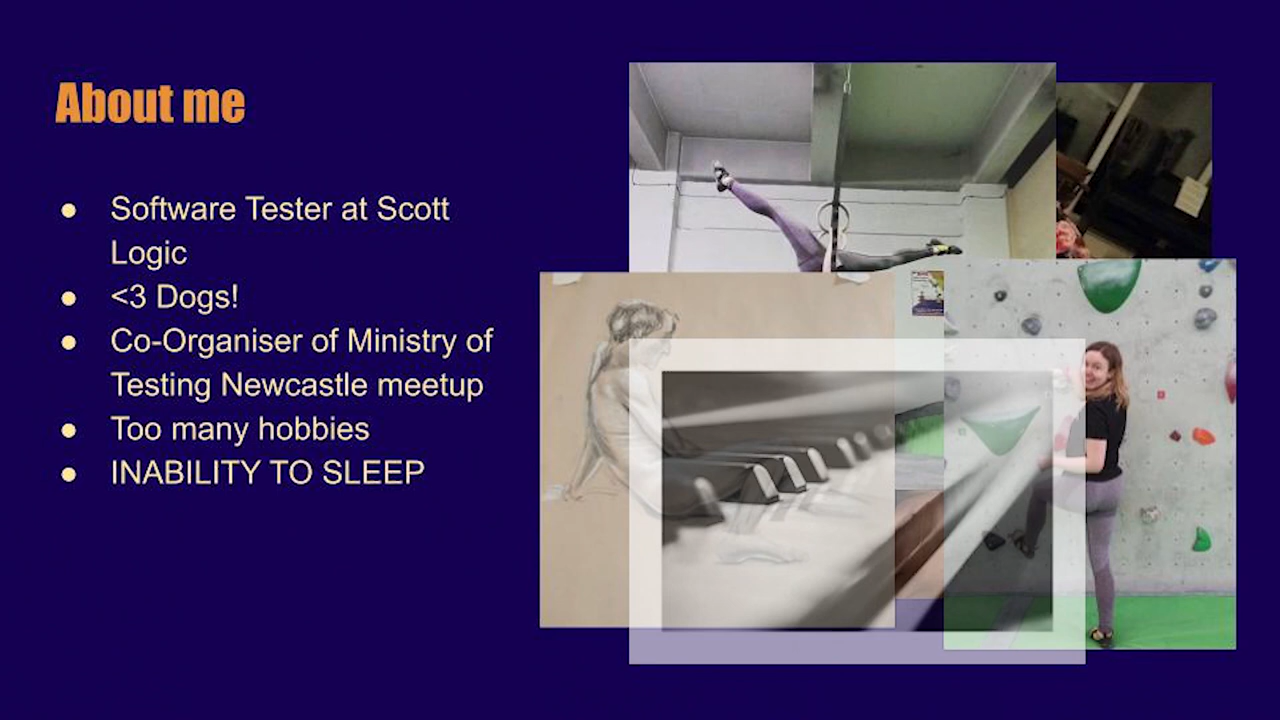 About me
● Software Tester at Scott
Logic
● <3 Dogs!
● Co-Organiser of Ministry of
Testing Newcastle meetup
● Too many hobbies
● INABILITY TO SLEEP